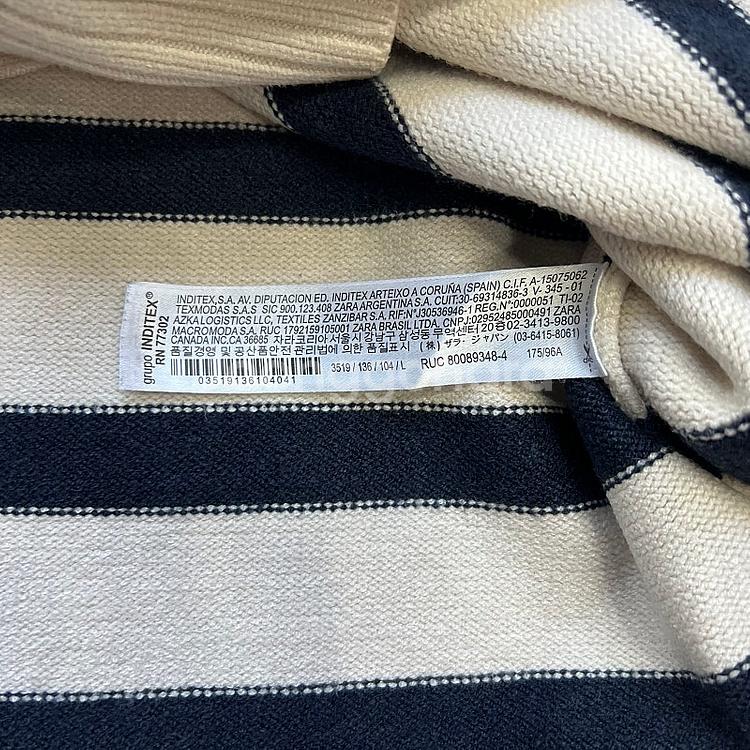 grupo INDITEX®
RN 77302
INDITEX,S.A. AV. DIPUTACION ED. INDITEX ARTEIXO A CORUÑA (SPAIN) C.I.F. A-15075062
TEXMODAS S.A.S SIC 900.123.408 ZARA ARGENTINA S.A. CUIT:30-69314836-3 V- 345 - 01
AZKA LOGISTICS LLC, TEXTILES ZANZIBAR S.A. RIF:NºJ30536946-1 REG.Nº0000051 TI-02
MACROMODA S.A. RUC 1792159105001 ZARA BRASIL LTDA, CNPJ:02952485000491 ZARA
CANADA INC.CA 36685 자라코리아 서울시강남구 삼성동 무역센터 20층02-3413-9800
품질경영 및 공산품안전 관리법에 의한 품질표시 (株) ザラ・ジャパン (03-6415-8061)
03519136104041
3519 / 136 / 104 / L
RUC 80089348-4
175/96A